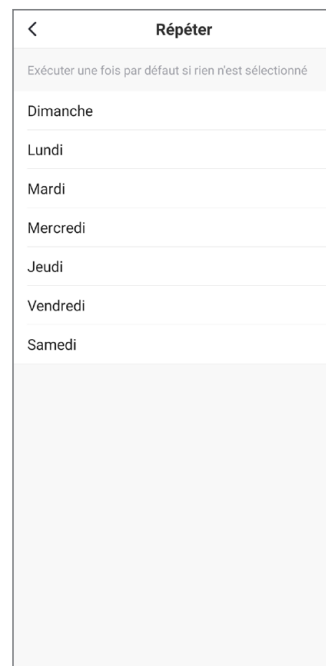 Répéter
Exécuter une fois par défaut si rien n'est sélectionné
Dimanche
Lundi
Mardi
Mercredi
Jeudi
Vendredi
Samedi